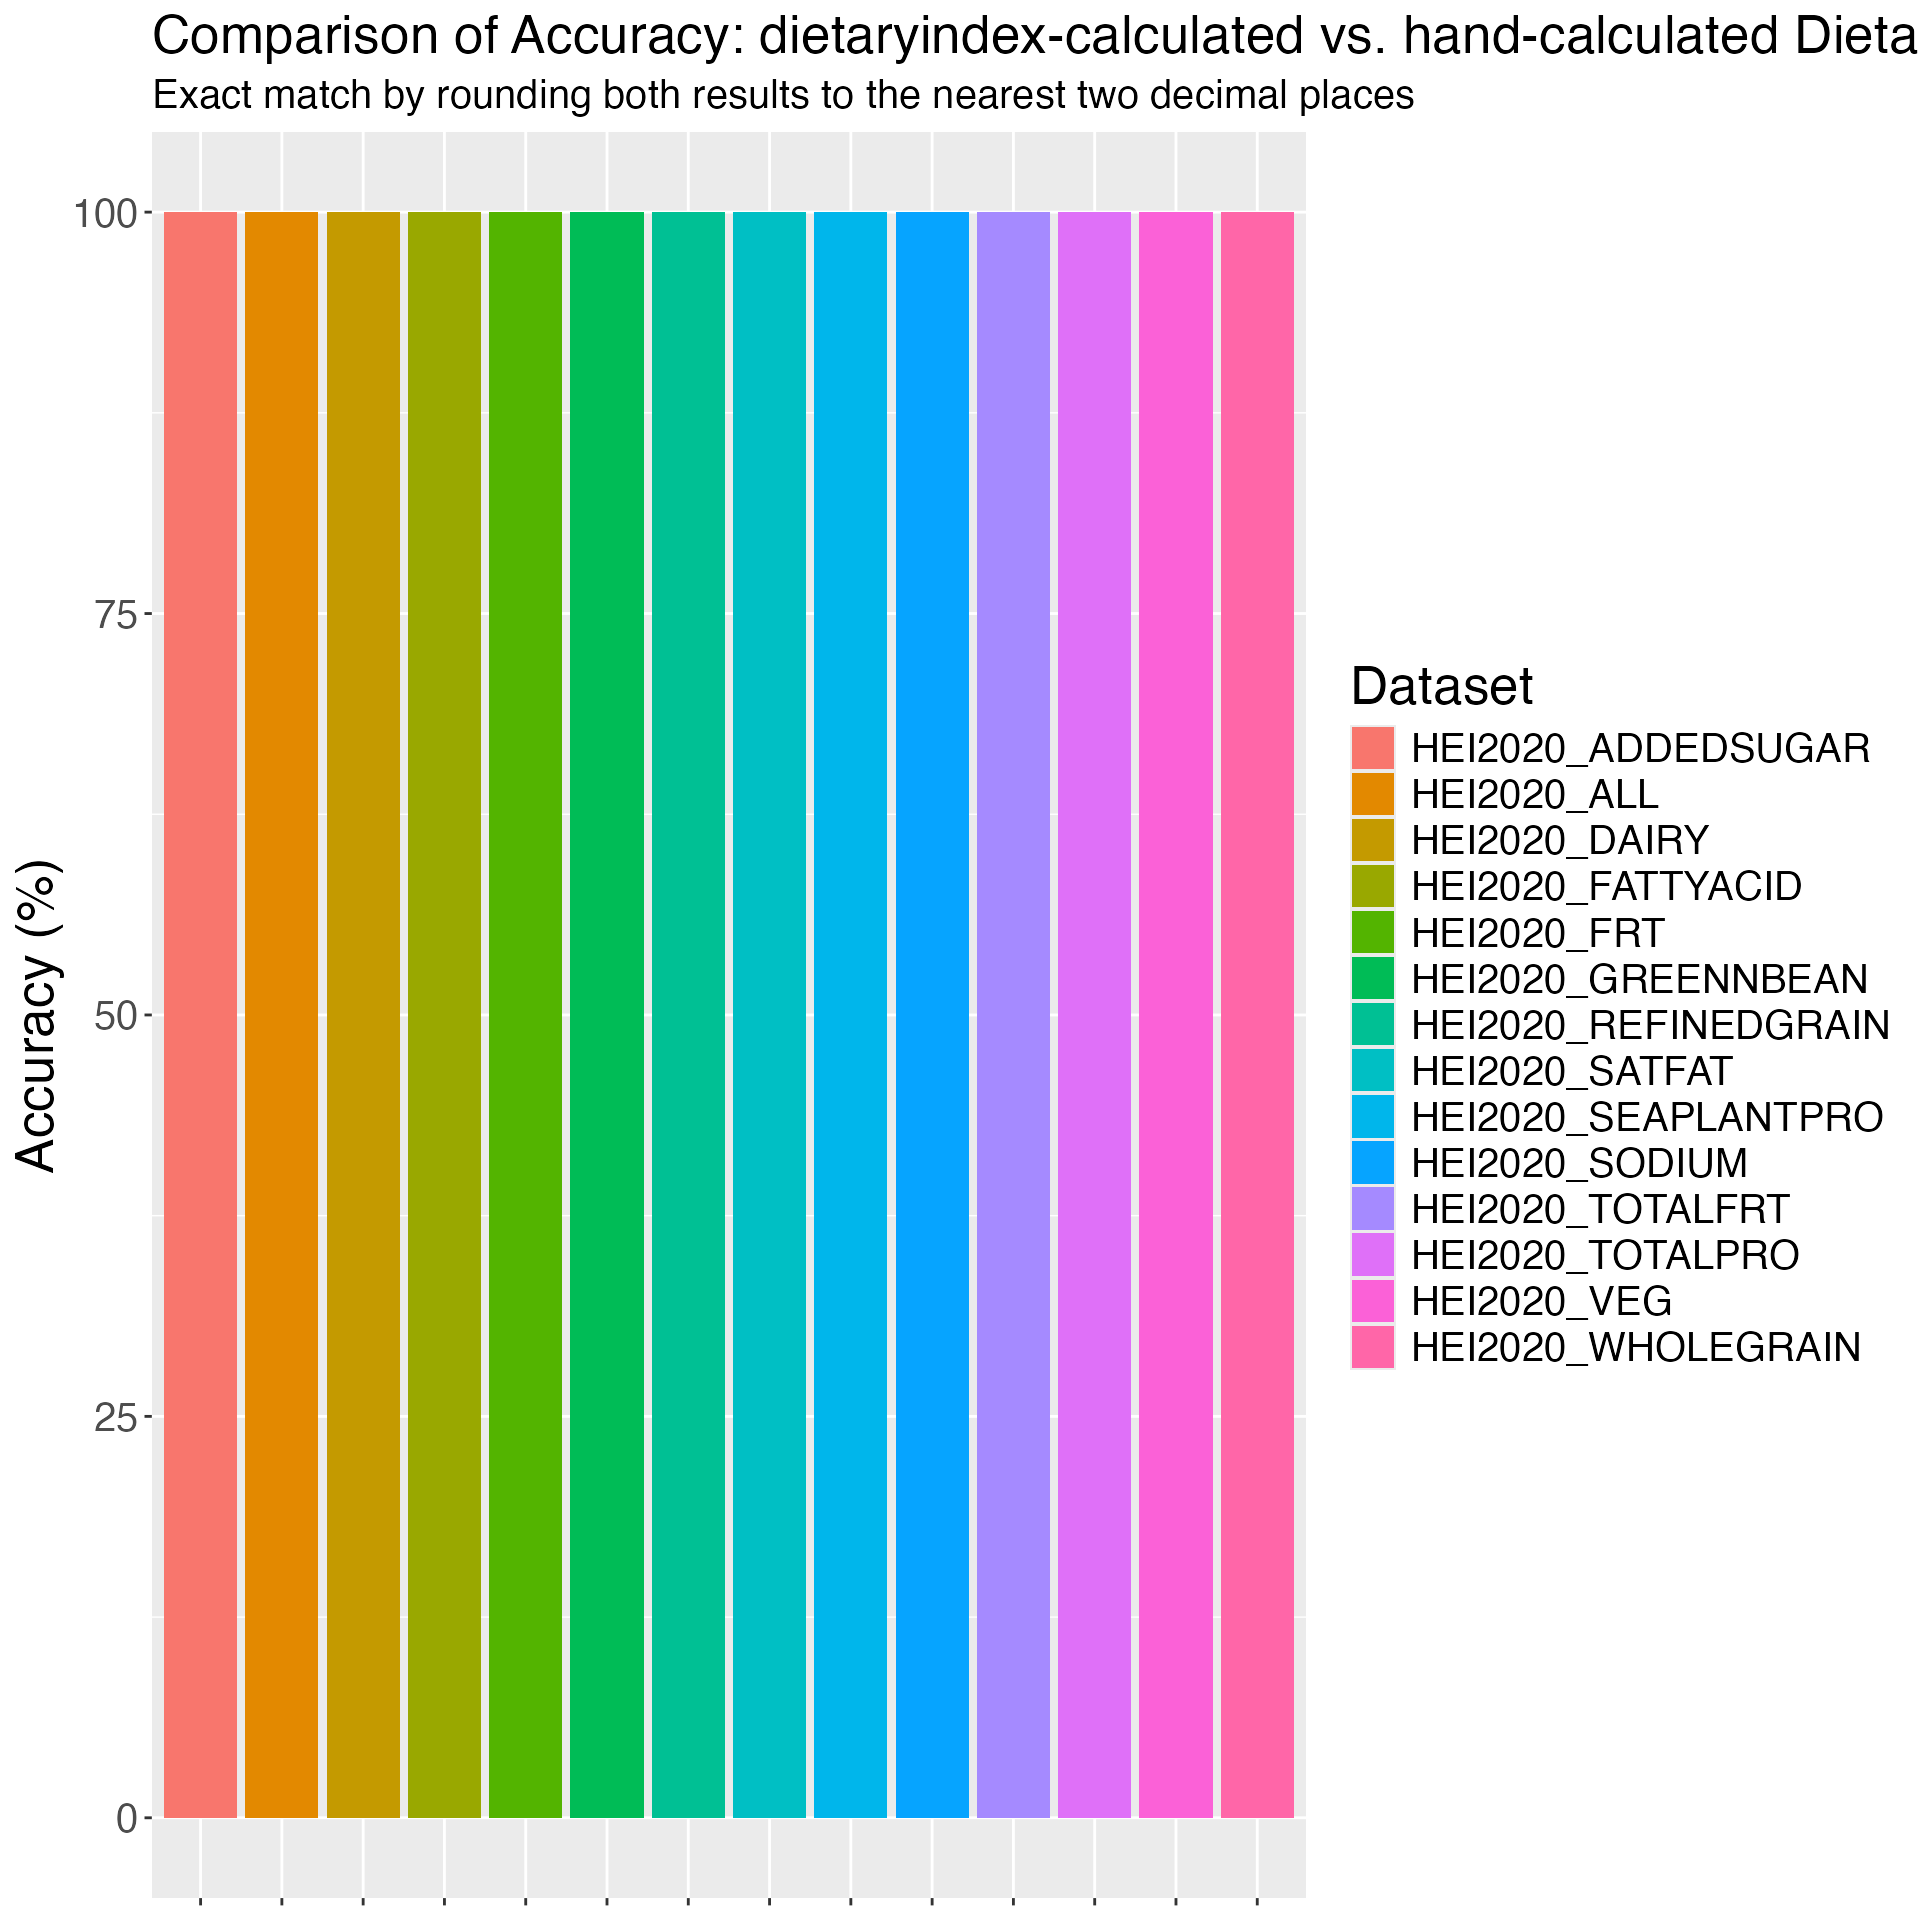 Comparison of Accuracy: dietaryindex-calculated vs. hand-calculated Dieta
Exact match by rounding both results to the nearest two decimal places
100
75
50
25
0
Accuracy (%)
Dataset
HEI2020_ADDEDSUGAR
HEI2020_ALL
HEI2020_DAIRY
HEI2020_FATTYACID
HEI2020_FRT
HEI2020_GREENNBEAN
HEI2020_REFINEDGRAIN
HEI2020_SATFAT
HEI2020_SEAPLANTPRO
HEI2020_SODIUM
HEI2020_TOTALFRT
HEI2020_TOTALPRO
HEI2020_VEG
HEI2020_WHOLEGRAIN